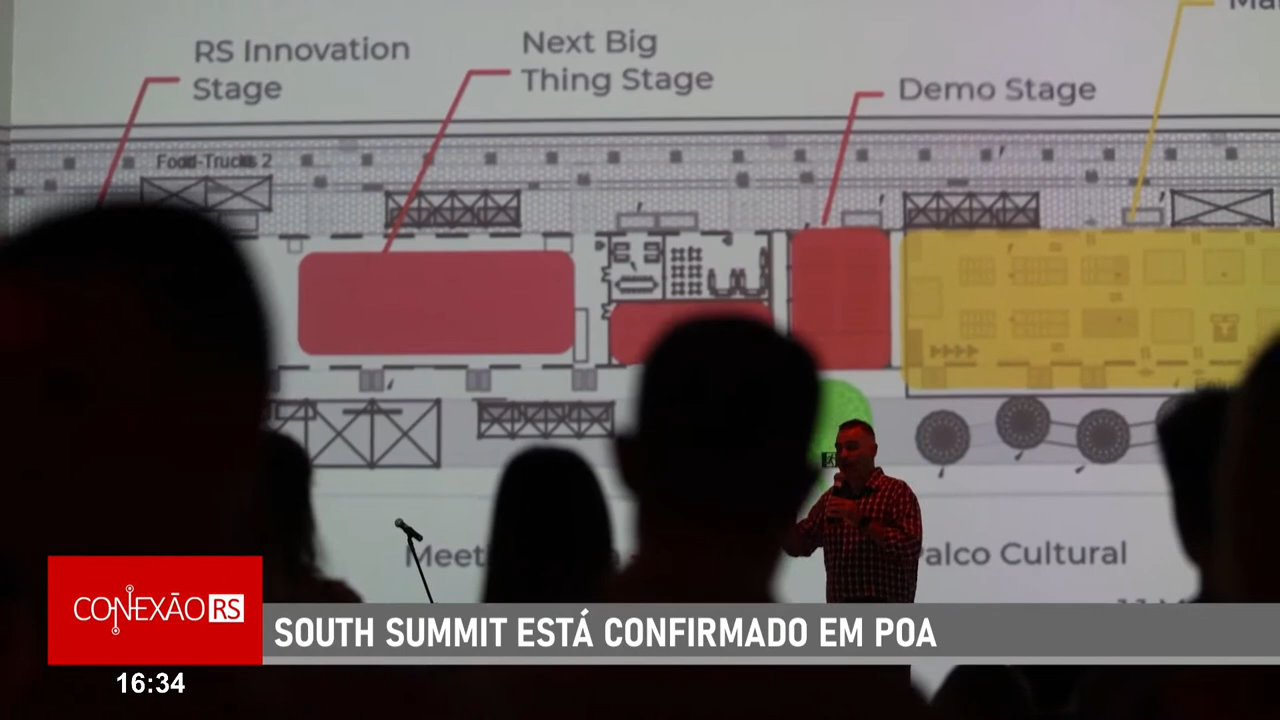 RS Innovation
Stage
Next Big
Thing Stage
Demo Stage
Food-Trucks 2
Palco Cultural
CONEXÃO RS
SOUTH SUMMIT ESTÁ CONFIRMADO EM POA
16:34